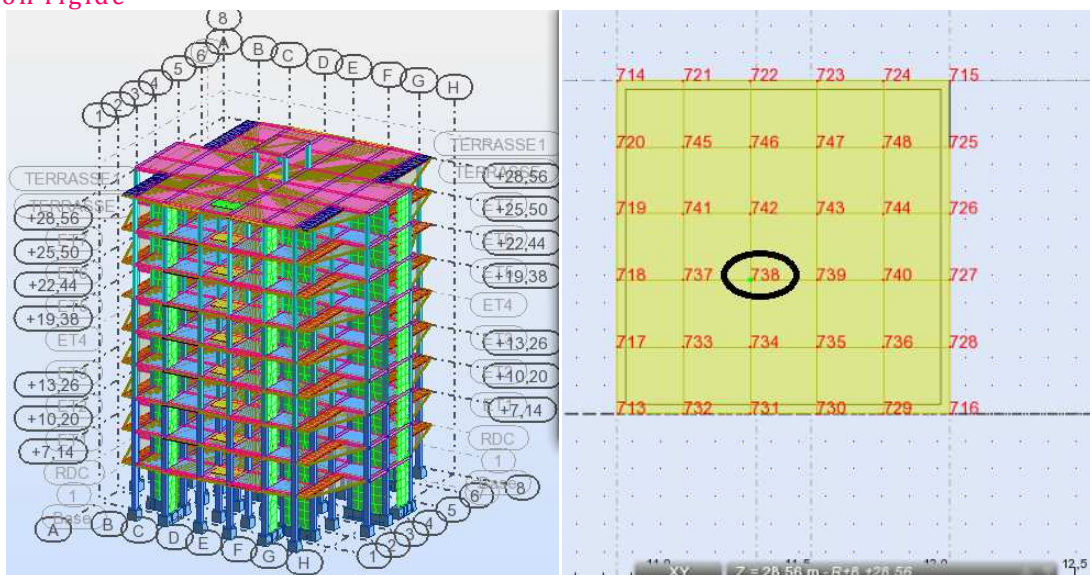 on rigide
8
A
B
C
D
E
F
G
H
6
5
4
3
2
1
TERRASSE1
TERRASSE1
+28,56
+28,56
+25,50
+25,50
+22,44
+22,44
+19,38
+19,38
ET4
ET4
+13,26
+13,26
+10,20
+10,20
+7,14
+7,14
RDC
RDC
1
1
Base
Base
A
B
C
D
E
F
G
H
1
2
3
4
5
6
8
714 721 722 723 724 715
720 745 746 747 748 725
719 741 742 743 744 726
718 737 738 739 740 727
717 733 734 735 736 728
713 732 731 730 729 716
XY Z = 28,56 m - R+8 +28,56
12,5